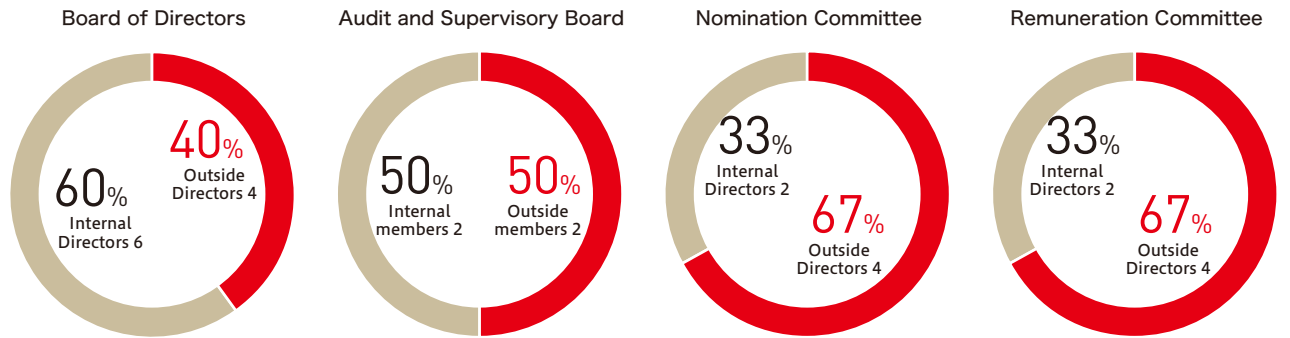 Board of Directors
40%
Outside
Directors 4
60%
Internal
Directors 6
Audit and Supervisory Board
50%
Internal
members 2
50%
Outside
members 2
Nomination Committee
33%
Internal
Directors 2
67%
Outside
Directors 4
Remuneration Committee
33%
Internal
Directors 2
67%
Outside
Directors 4